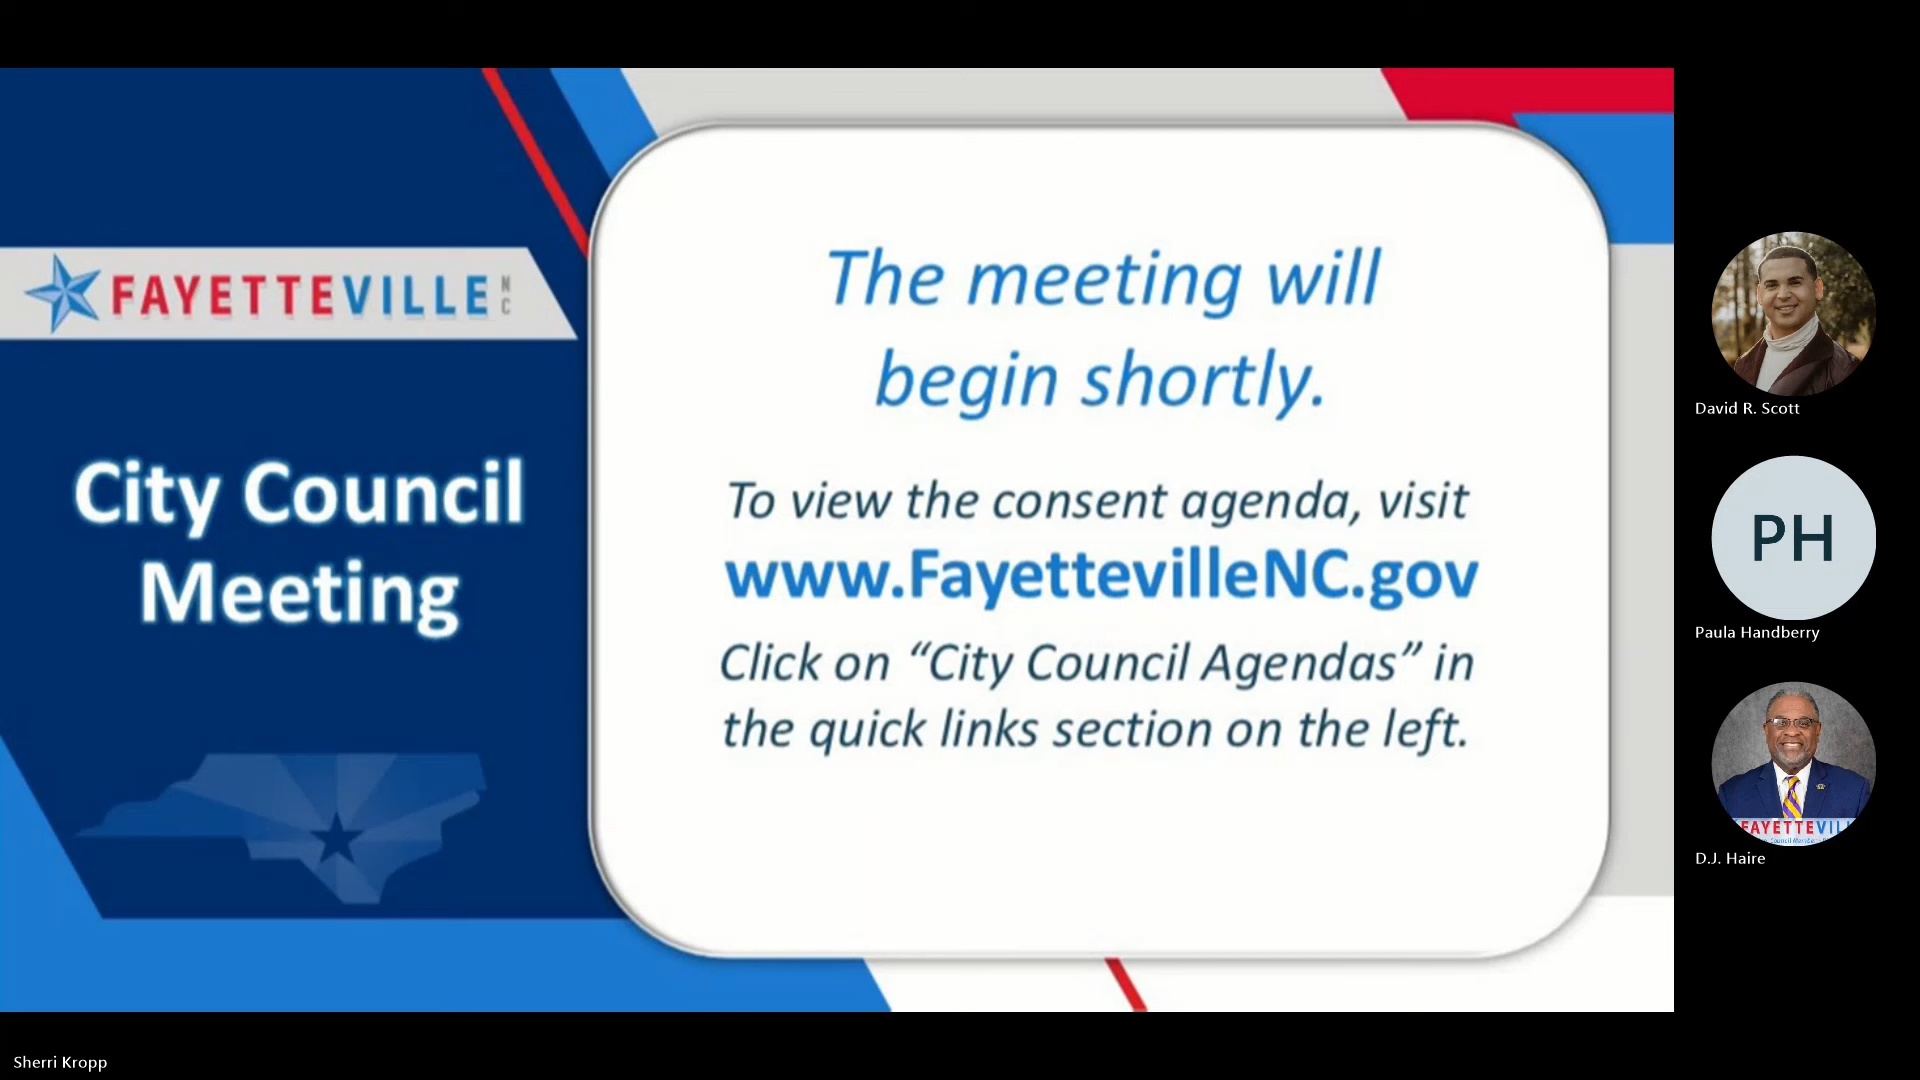 FAYETTEVILLE NC
City Council
Meeting
The meeting will
begin shortly.
To view the consent agenda, visit
www.FayettevilleNC.gov
Click on “City Council Agendas” in
the quick links section on the left.
David R. Scott
PH
Paula Handberry
FAYETTEVILL
D.J. Haire
Sherri Kropp